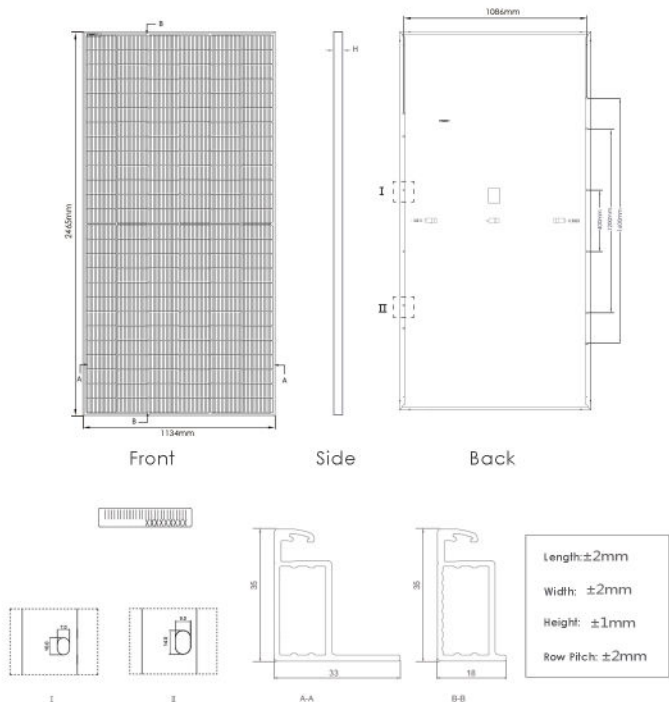 B
1086mm
H
2465mm
I
400mm
II
A
A
B
1134mm
Front Side Back
35
35
Length:±2mm
Width: ±2mm
Height: ±1mm
Row Pitch: ±2mm
33
18
I
II
A-A
B-B